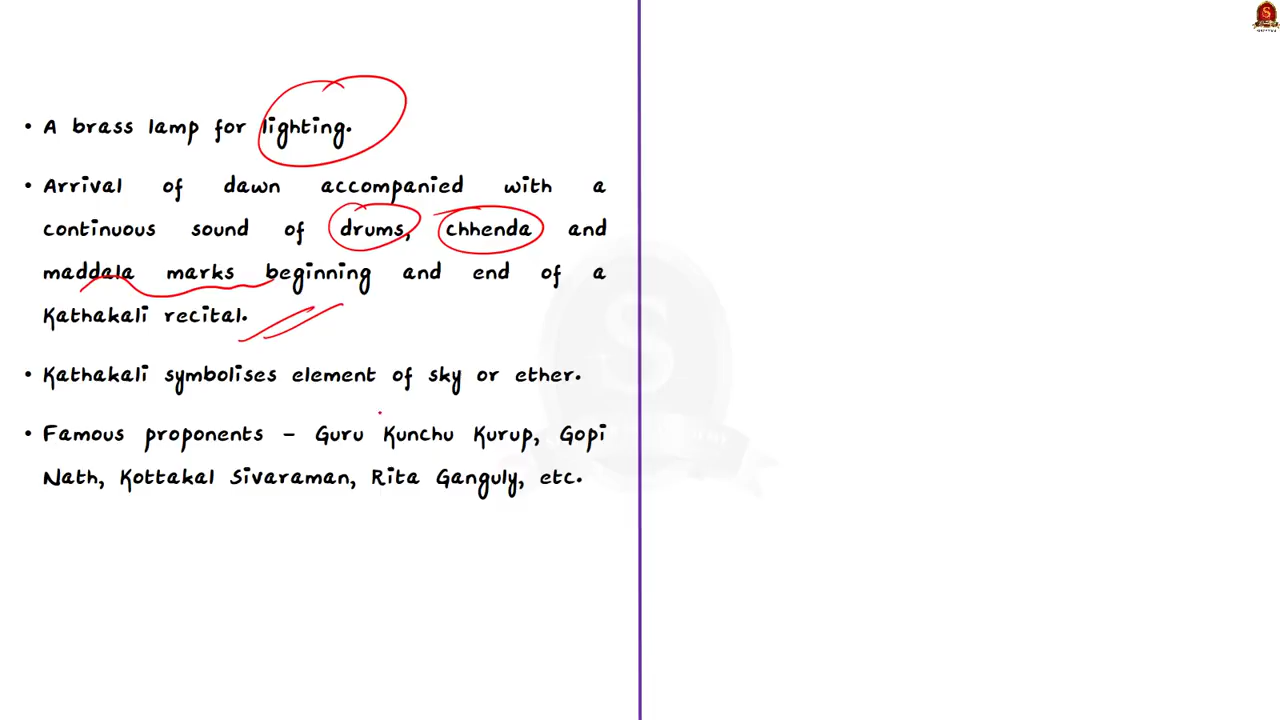 • A brass lamp for lighting.
• Arrival of dawn accompanied with a
continuous sound of drums, chhenda and
maddala marks beginning and end of a
Kathakali recital.
• Kathakali symbolises element of sky or ether.
• Famous proponents – Guru Kunchu Kurup, Gopi
Nath, Kottakal Sivaraman, Rita Ganguly, etc.